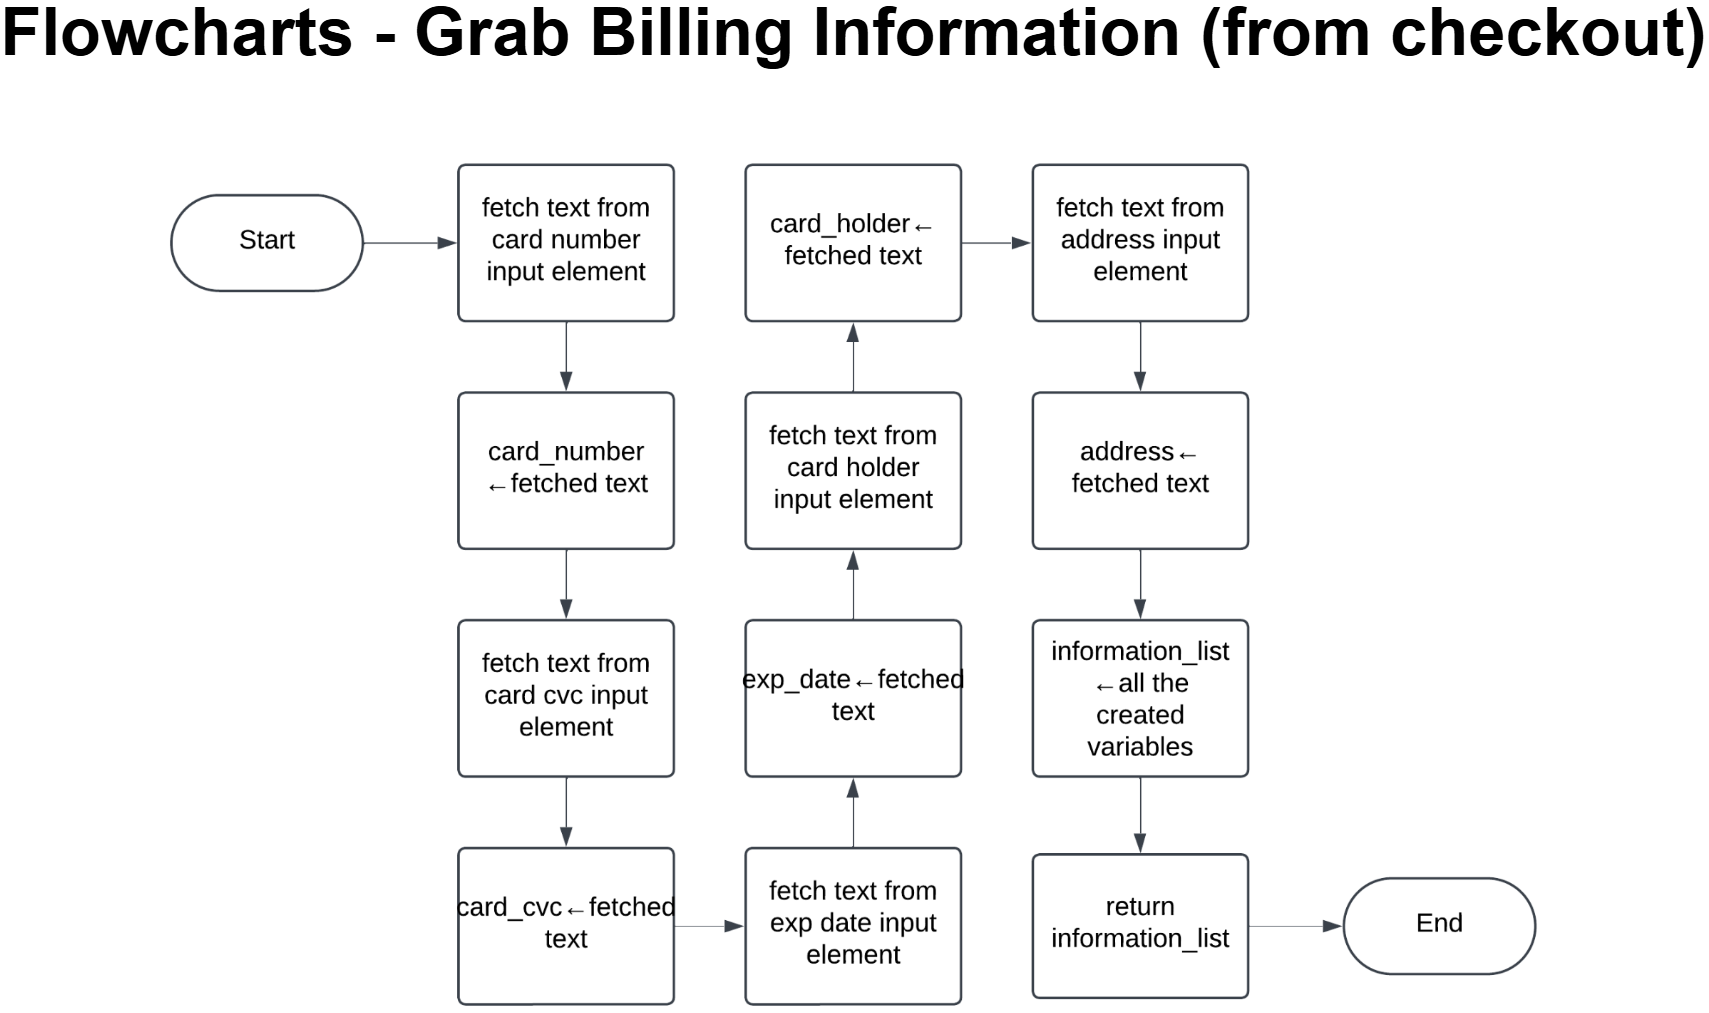 Flowcharts - Grab Billing Information (from checkout)
Start
fetch text from
card number
input element
card_number
←fetched text
fetch text from
card cvc input
element
card_cvc←fetched
text
fetch text from
exp date input
element
exp_date←fetched
text
fetch text from
card holder
input element
card_holder←
fetched text
fetch text from
address input
element
address←
fetched text
information_list
←all the
created
variables
return
information_list
End